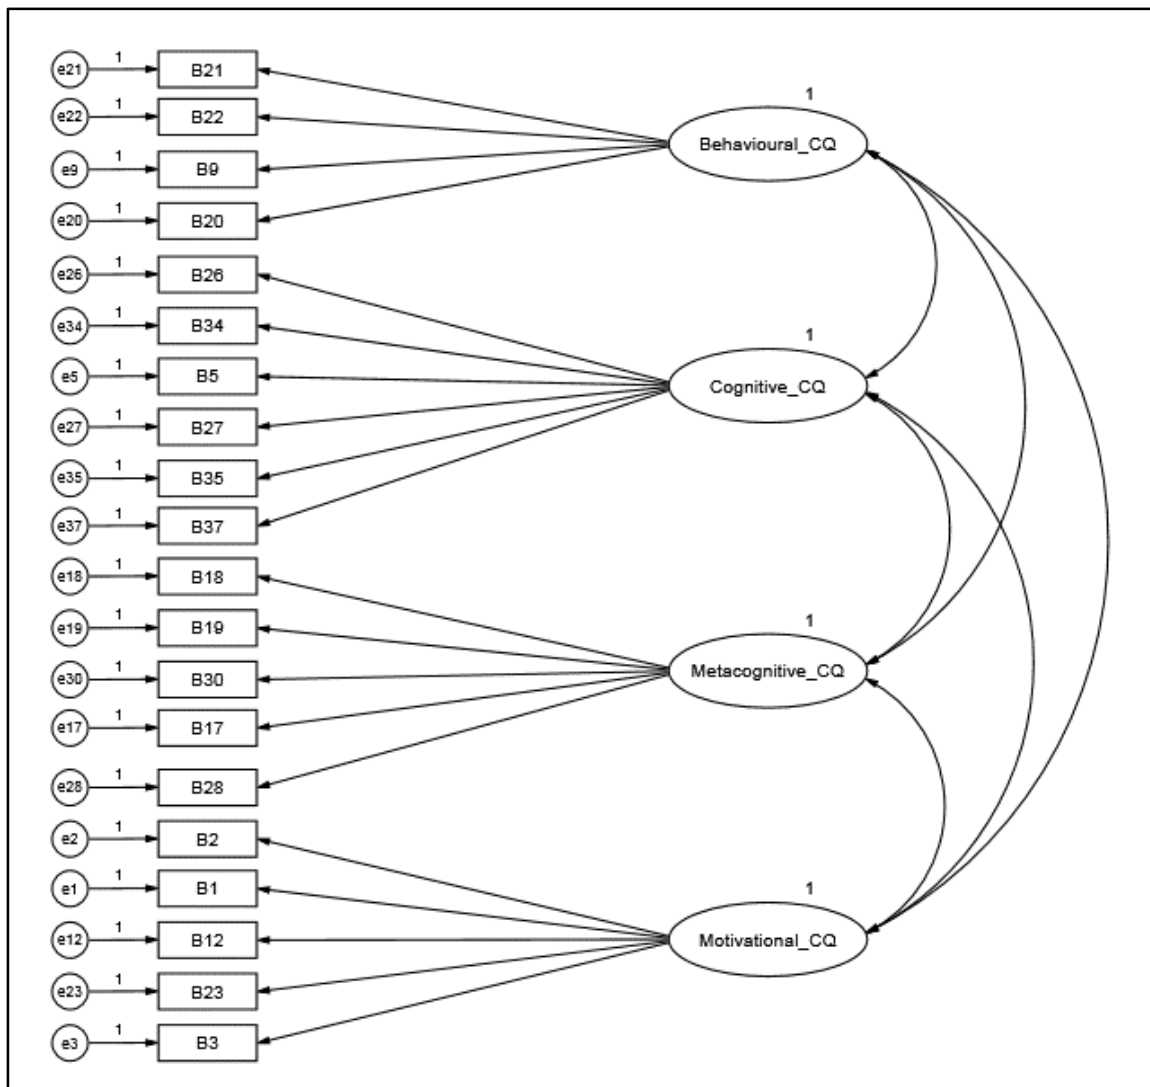 e21 1 B21
e22 1 B22
e9 1 B9
e20 1 B20
e26 1 B26
e34 1 B34
e5 1 B5
e27 1 B27
e35 1 B35
e37 1 B37
e18 1 B18
e19 1 B19
e30 1 B30
e17 1 B17
e28 1 B28
e2 1 B2
e1 1 B1
e12 1 B12
e23 1 B23
e3 1 B3
1
Behavioural_CQ
1
Cognitive_CQ
1
Metacognitive_CQ
1
Motivational_CQ